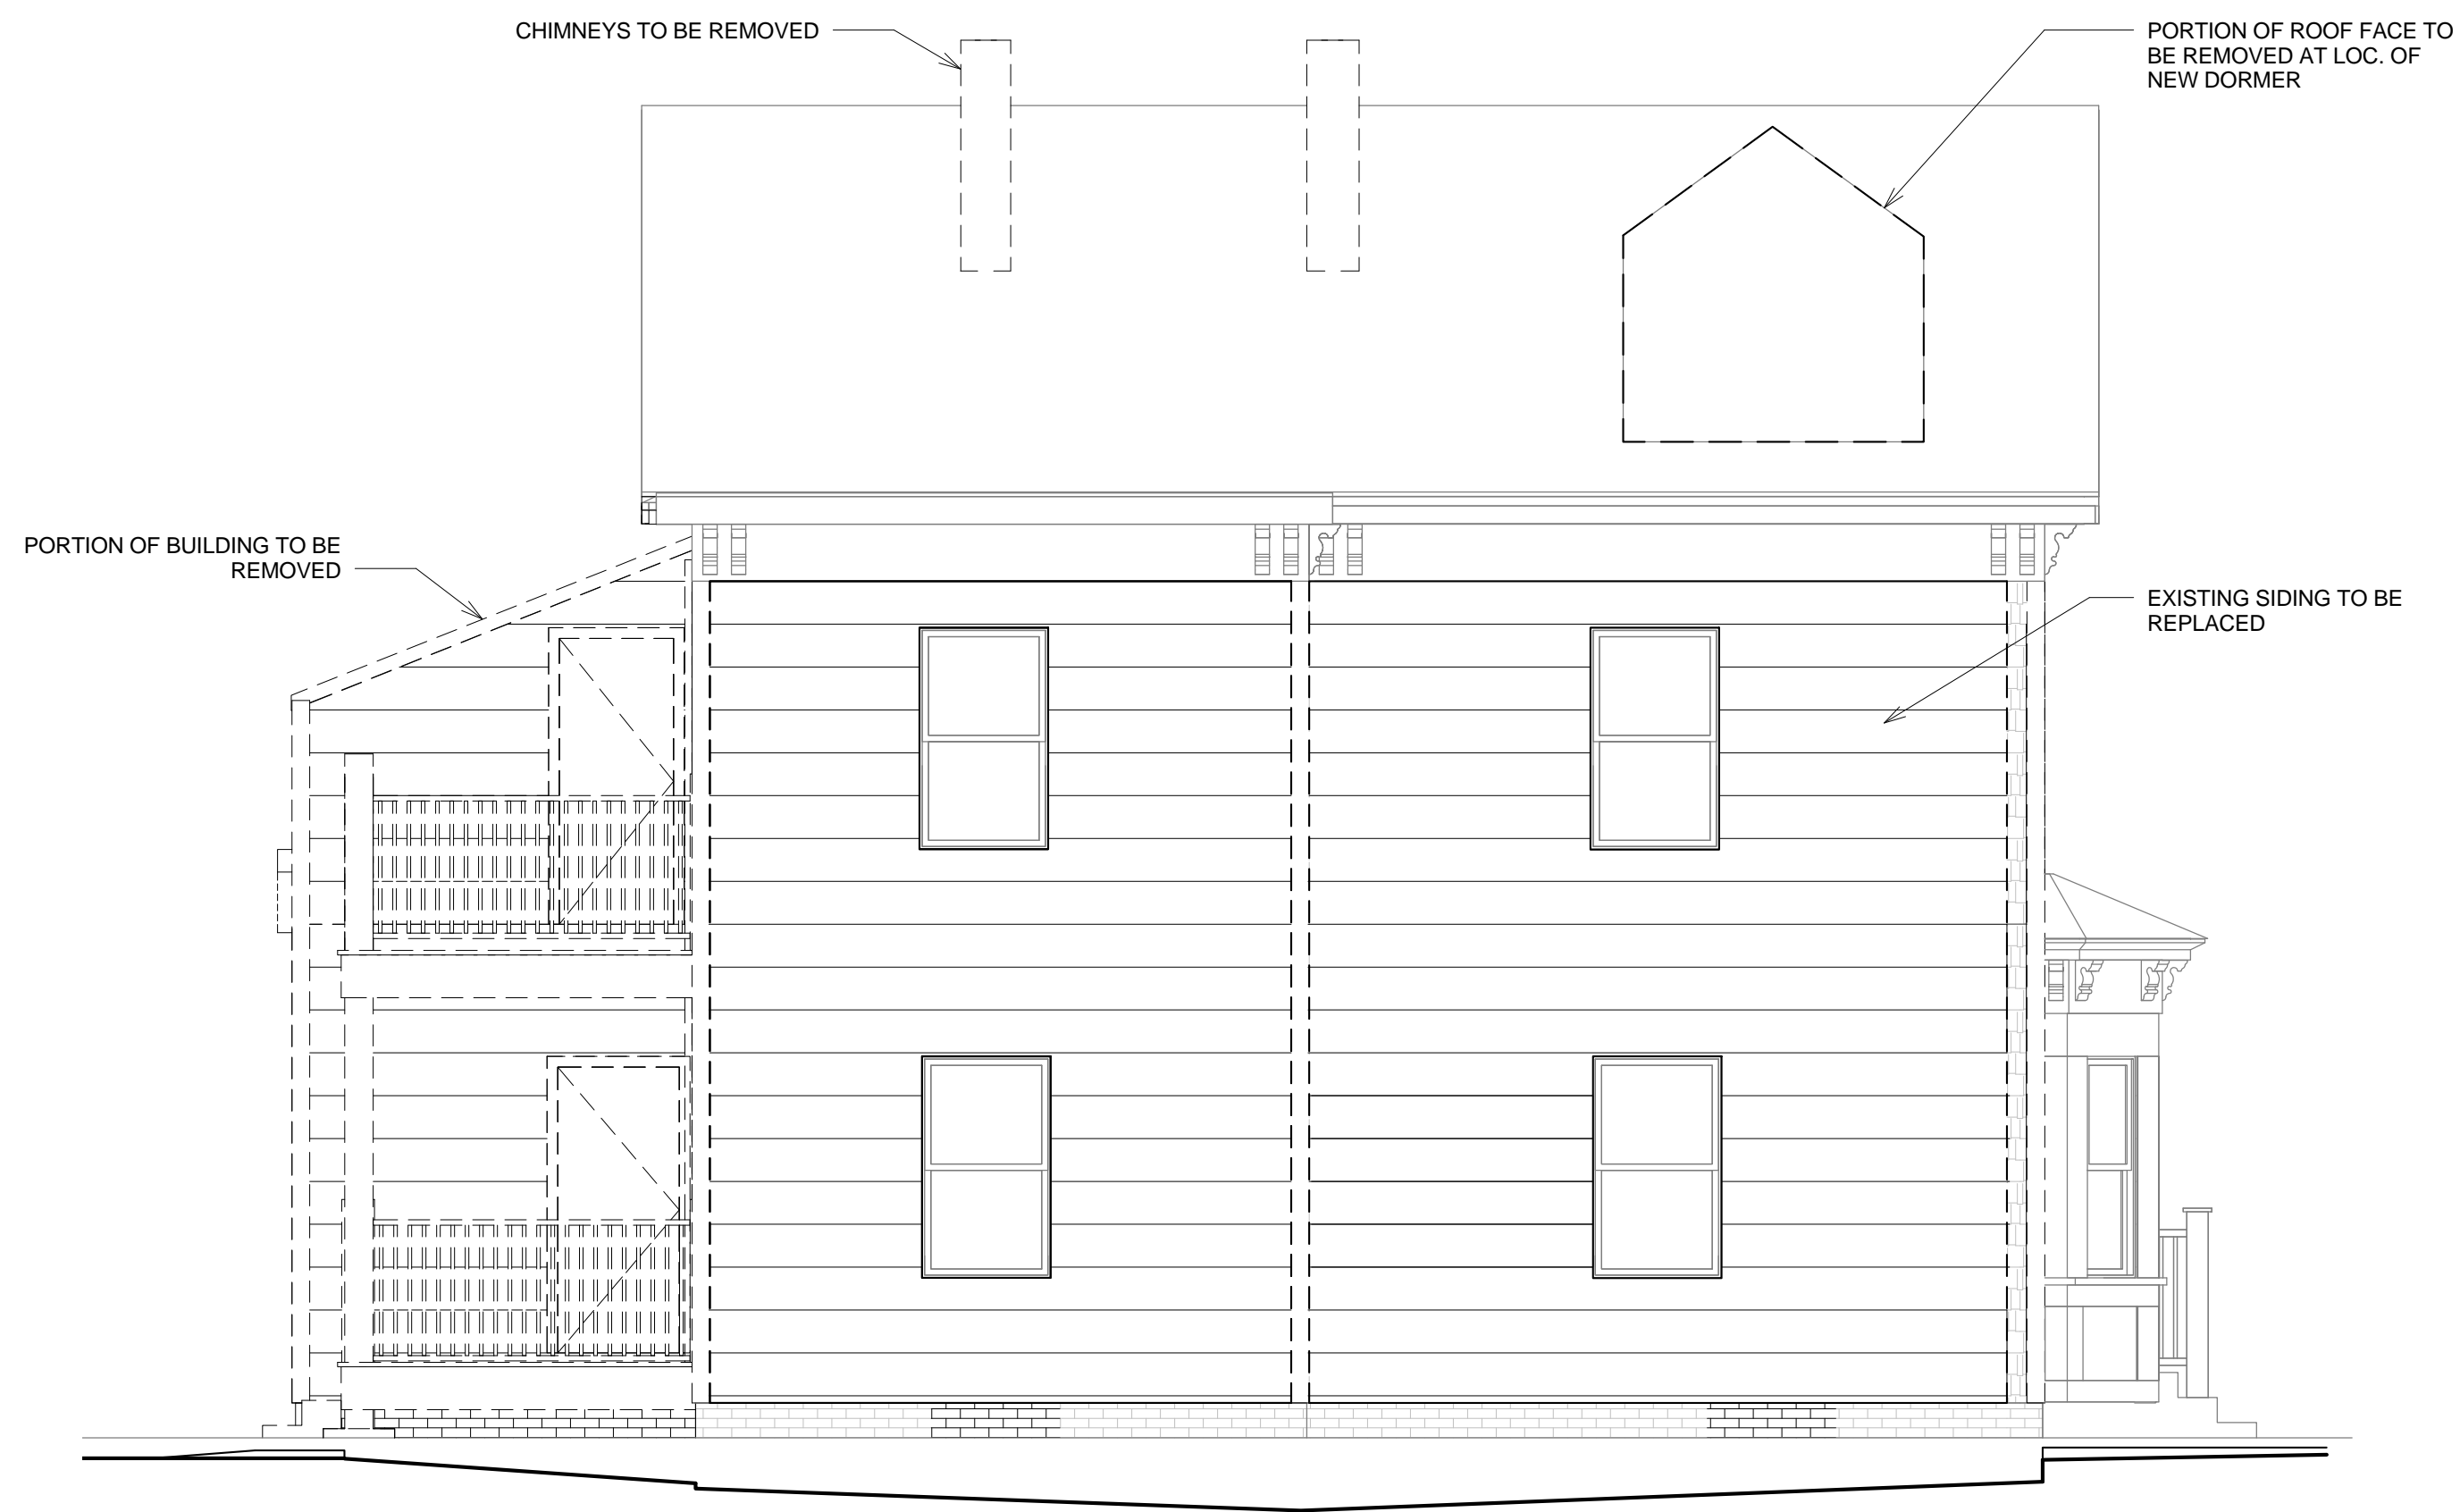 CHIMNEYS TO BE REMOVED
PORTION OF ROOF FACE TO
BE REMOVED AT LOC. OF
NEW DORMER
PORTION OF BUILDING TO BE
REMOVED
EXISTING SIDING TO BE
REPLACED